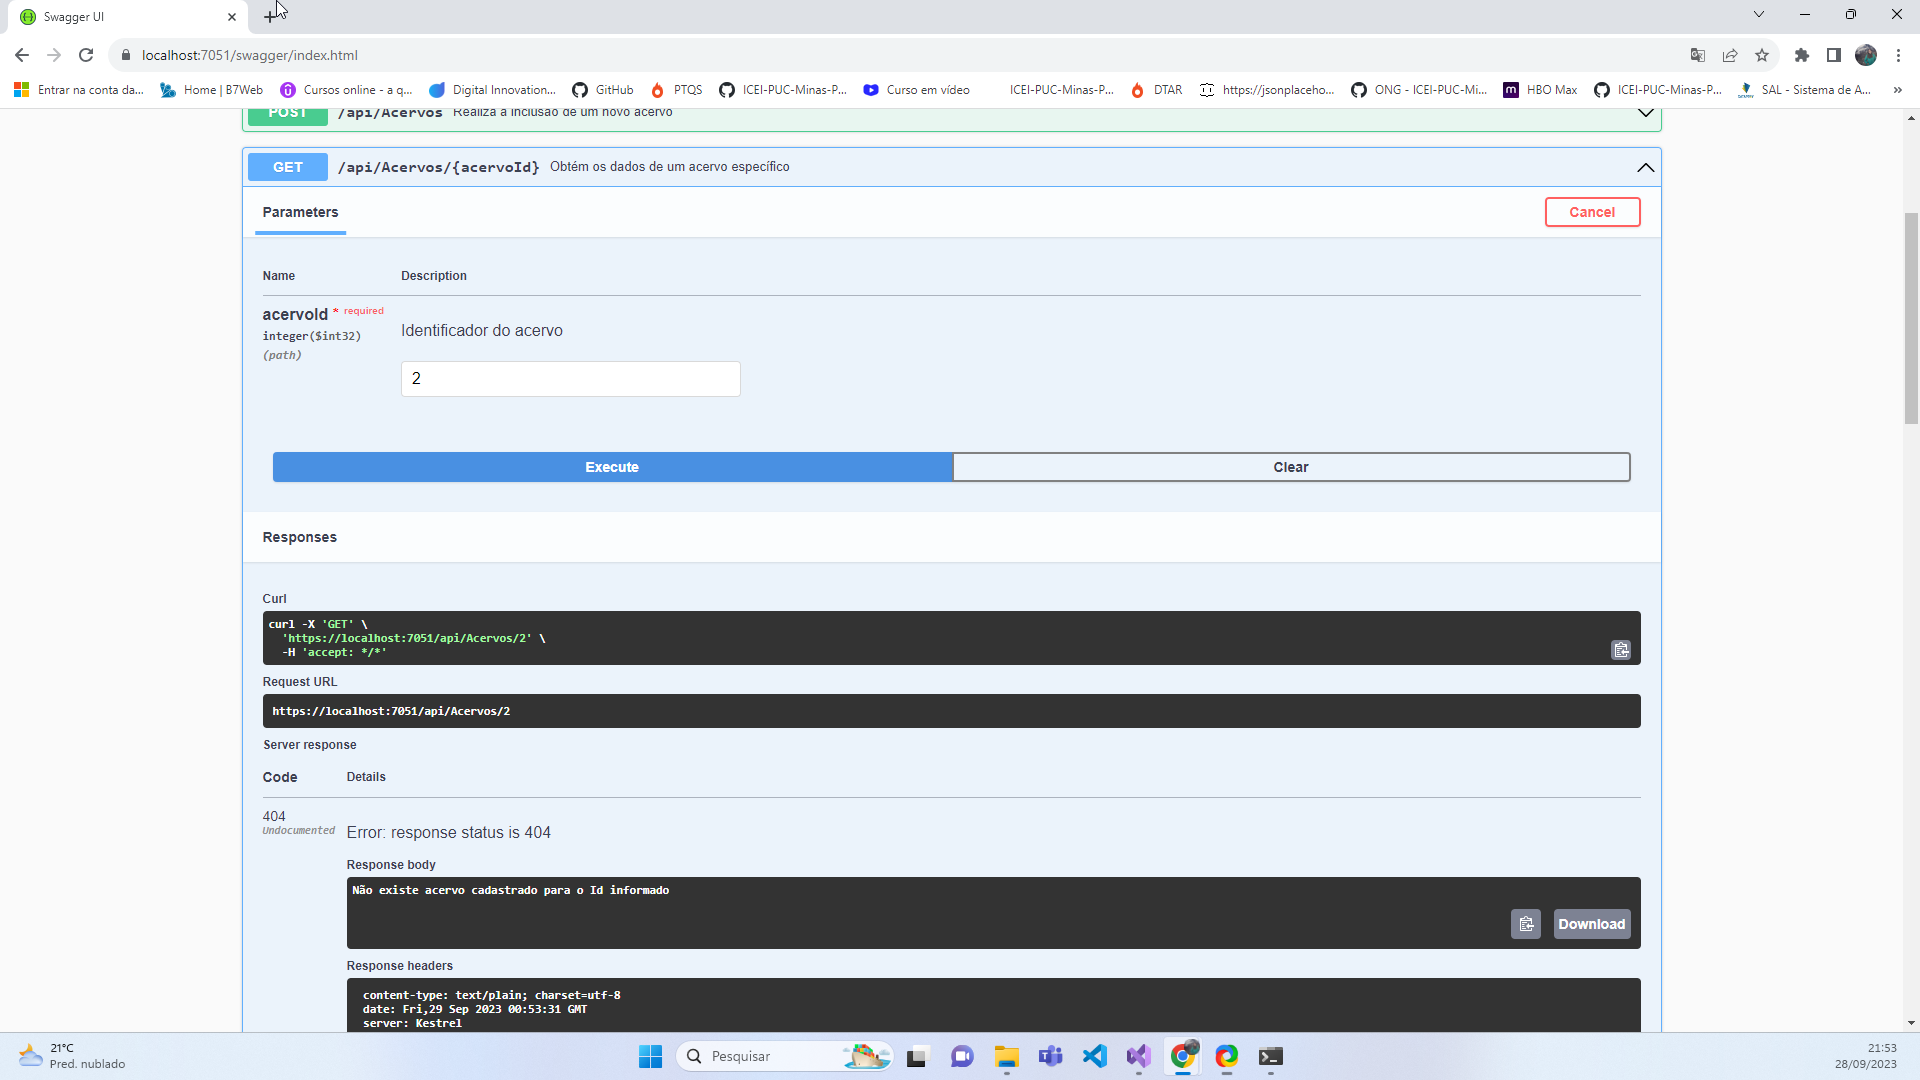 Swagger UI
localhost:7051/swagger/index.html
Entrar na conta da...
Home | B7Web
Cursos online - a q...
Digital Innovation...
GitHub
PTQS
ICEI-PUC-Minas-P...
Curso em vídeo
ICEI-PUC-Minas-P...
DTAR
https://jsonplaceho...
ONG - ICEI-PUC-Mi...
HBO Max
ICEI-PUC-Minas-P...
SAL - Sistema de A...
»
POST /api/Acervos Realiza a inclusão de um novo acervo
GET /api/Acervos/{acervoId} Obtém os dados de um acervo específico
Parameters
Cancel
Name Description
acervoId * required
integer($int32)
(path)
Identificador do acervo
2
Execute
Clear
Responses
Curl
curl -X 'GET' \
'https://localhost:7051/api/Acervos/2' \
-H 'accept: */*'
Request URL
https://localhost:7051/api/Acervos/2
Server response
Code Details
404
Undocumented
Error: response status is 404
Response body
Não existe acervo cadastrado para o Id informado
Download
Response headers
content-type: text/plain; charset=utf-8
date: Fri,29 Sep 2023 00:53:31 GMT
server: Kestrel
21°C
Pred. nublado
Pesquisar
21:53
28/09/2023